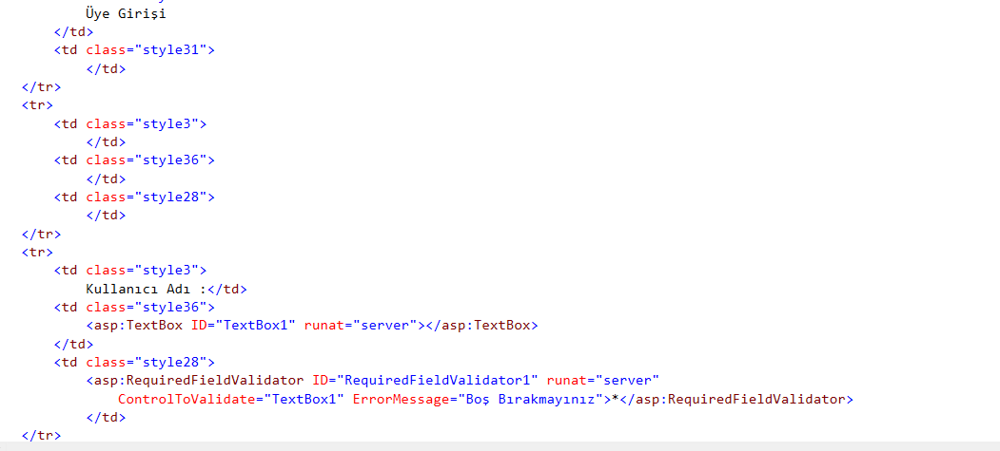 Üye Girişi
</td>
<td class="style31">
</td>
</tr>
<tr>
<td class="style3">
</td>
<td class="style36">
</td>
<td class="style28">
</td>
</tr>
<tr>
<td class="style3">
Kullanıcı Adı :</td>
<td class="style36">
<asp:TextBox ID="TextBox1" runat="server"></asp:TextBox>
</td>
<td class="style28">
<asp:RequiredFieldValidator ID="RequiredFieldValidator1" runat="server"
ControlToValidate="TextBox1" ErrorMessage="Boş Bırakmayınız">*</asp:RequiredFieldValidator>
</td>
</tr>